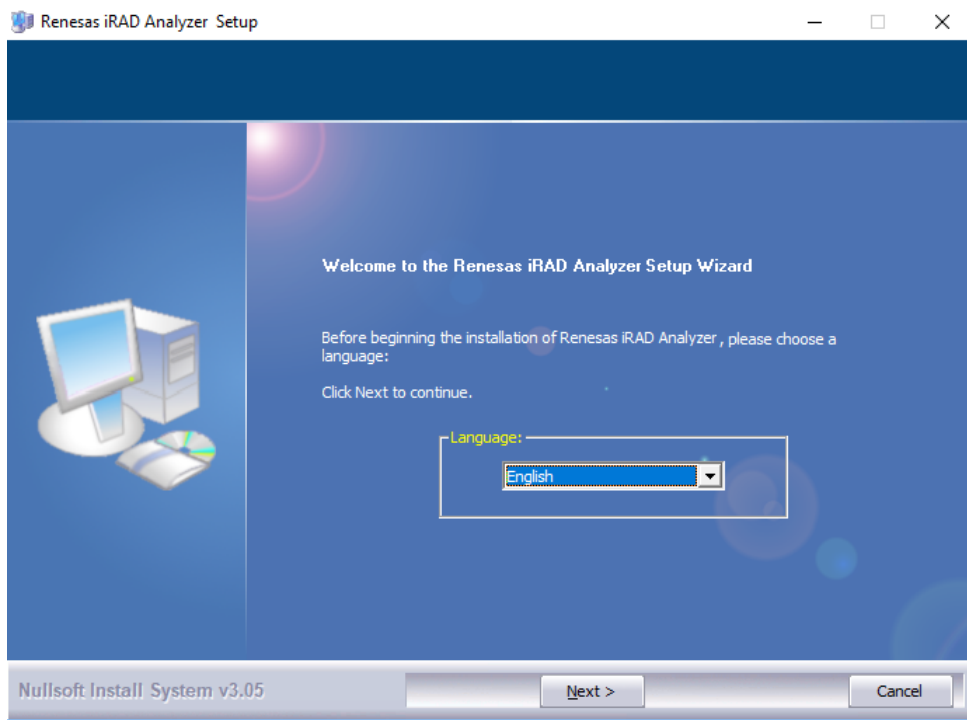 Renesas iRAD Analyzer Setup
Welcome to the Renesas iRAD Analyzer Setup Wizard
Before beginning the installation of Renesas iRAD Analyzer, please choose a
language:
Click Next to continue.
Language:
English
Nullsoft Install System v3.05
Next >
Cancel